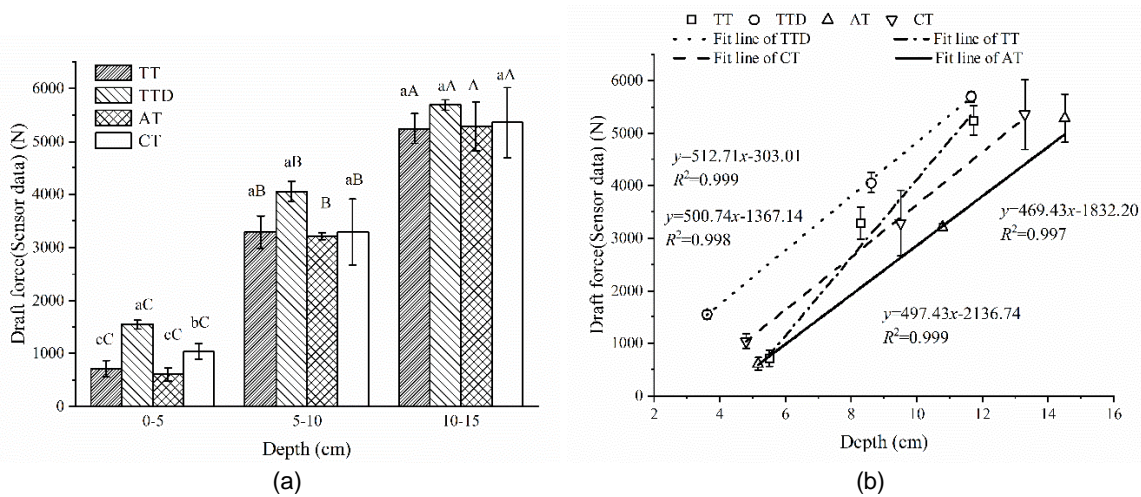 TT
TTD
AT
CT
Draft force(Sensor data) (N)
6000
5000
4000
3000
2000
1000
0
cC
aC
cC
bC
aB
aB
B
aB
aA
aA
A
aA
0-5
5-10
10-15
Depth (cm)
(a)
TT TTD AT CT
Fit line of TTD Fit line of TT
Fit line of CT Fit line of AT
Draft force(Sensor data) (N)
6000
5000
4000
3000
2000
1000
0
y=512.71x-303.01
R²=0.999
y=500.74x-1367.14
R²=0.998
y=469.43x-1832.20
R²=0.997
y=497.43x-2136.74
R²=0.999
2 4 6 8 10 12 14 16
Depth (cm)
(b)